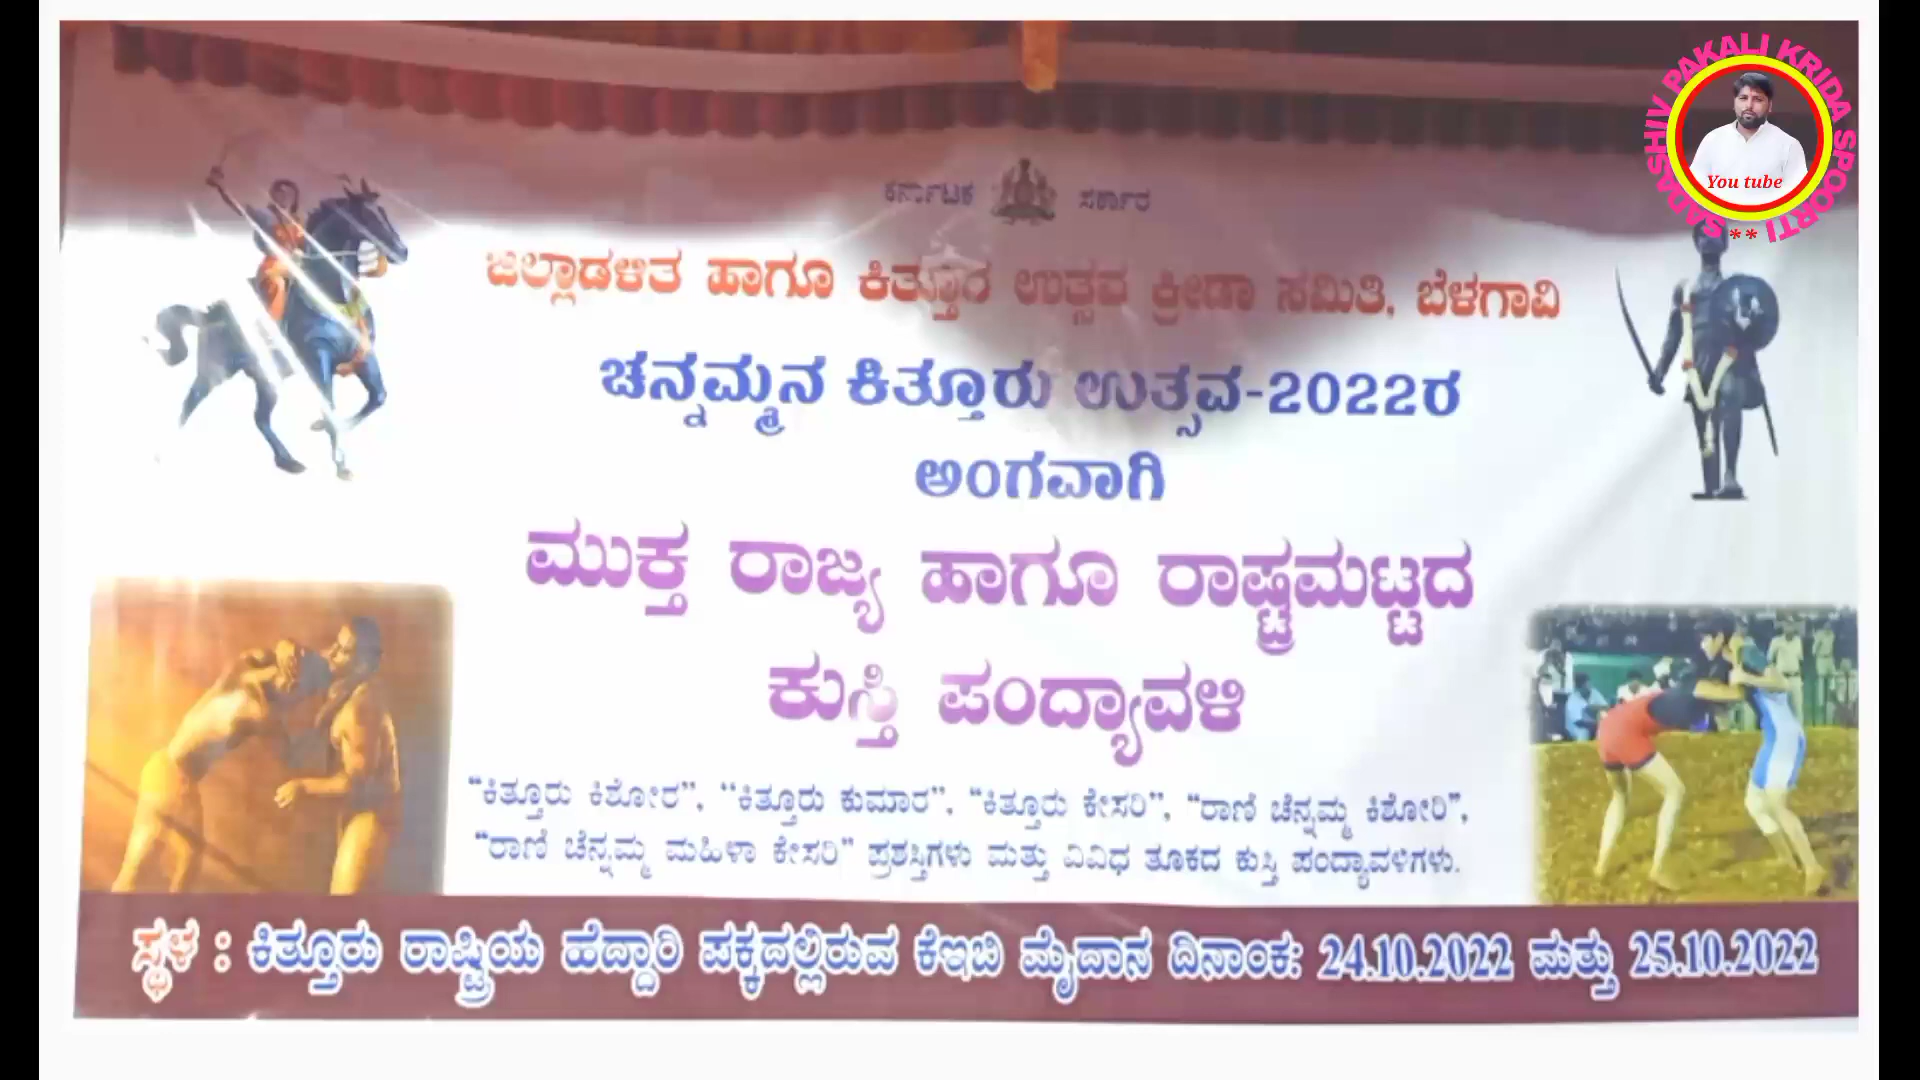 ಕರ್ನಾಟಕ ಸರ್ಕಾರ
ಜಿಲ್ಲಾಡಳಿತ ಹಾಗೂ ಕಿತ್ತೂರ ಉತ್ಸವ ಕ್ರೀಡಾ ಸಮಿತಿ, ಬೆಳಗಾವಿ
ಚನ್ನಮ್ಮನ ಕಿತ್ತೂರು ಉತ್ಸವ-2022ರ
ಅಂಗವಾಗಿ
ಮುಕ್ತ ರಾಜ್ಯ ಹಾಗೂ ರಾಷ್ಟ್ರಮಟ್ಟದ
ಕುಸ್ತಿ ಪಂದ್ಯಾವಳಿ
“ಕಿತ್ತೂರು ಕಿಶೋರ”, “ಕಿತ್ತೂರು ಕುಮಾರ”, “ಕಿತ್ತೂರು ಕೇಸರಿ”, “ರಾಣಿ ಚೆನ್ನಮ್ಮ ಕಿಶೋರಿ”,
“ರಾಣಿ ಚೆನ್ನಮ್ಮ ಮಹಿಳಾ ಕೇಸರಿ” ಪ್ರಶಸ್ತಿಗಳು ಮತ್ತು ವಿವಿಧ ತೂಕದ ಕುಸ್ತಿ ಪಂದ್ಯಾವಳಿಗಳು.
ಸ್ಥಳ : ಕಿತ್ತೂರು ರಾಷ್ಟ್ರಿಯ ಹೆದ್ದಾರಿ ಪಕ್ಕದಲ್ಲಿರುವ ಕೆಇಬಿ ಮೈದಾನ ದಿನಾಂಕ: 24.10.2022 ಮತ್ತು 25.10.2022
SADASHIV PAKALI KRIDA SPOORTI **
You tube